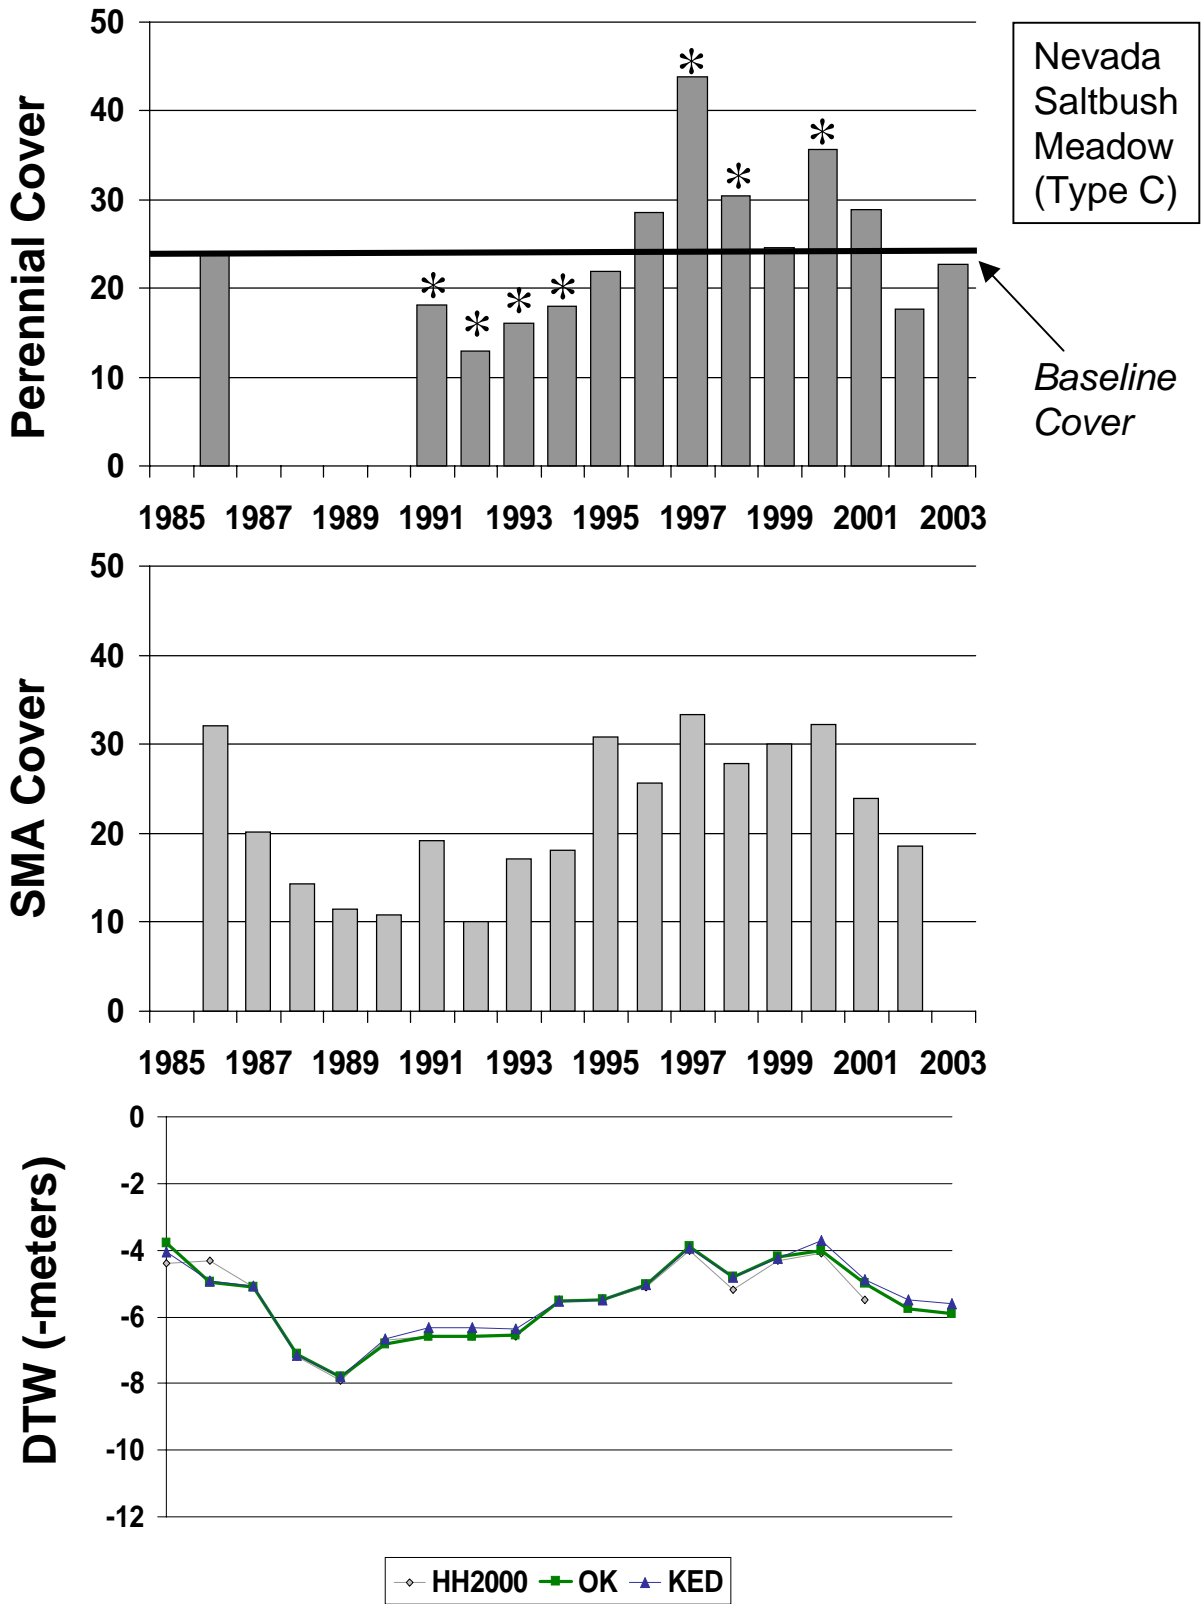 50
40
30
20
10
0
Perennial Cover
* * * * * * *
1985 1987 1989 1991 1993 1995 1997 1999 2001 2003
Nevada
Saltbush
Meadow
(Type C)
Baseline
Cover
50
40
30
20
10
0
SMA Cover
1985 1987 1989 1991 1993 1995 1997 1999 2001 2003
0
-2
-4
-6
-8
-10
-12
DTW (-meters)
HH2000 OK KED